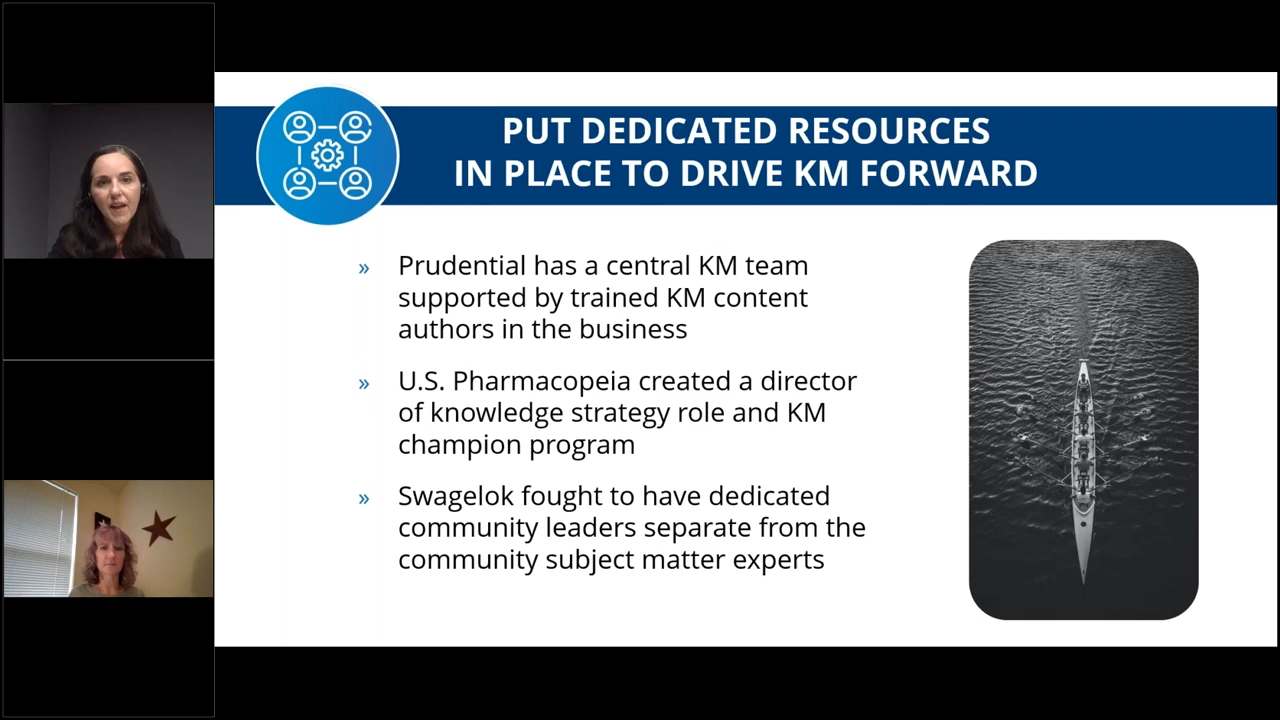 PUT DEDICATED RESOURCES
IN PLACE TO DRIVE KM FORWARD
» Prudential has a central KM team
supported by trained KM content
authors in the business
» U.S. Pharmacopeia created a director
of knowledge strategy role and KM
champion program
» Swagelok fought to have dedicated
community leaders separate from the
community subject matter experts